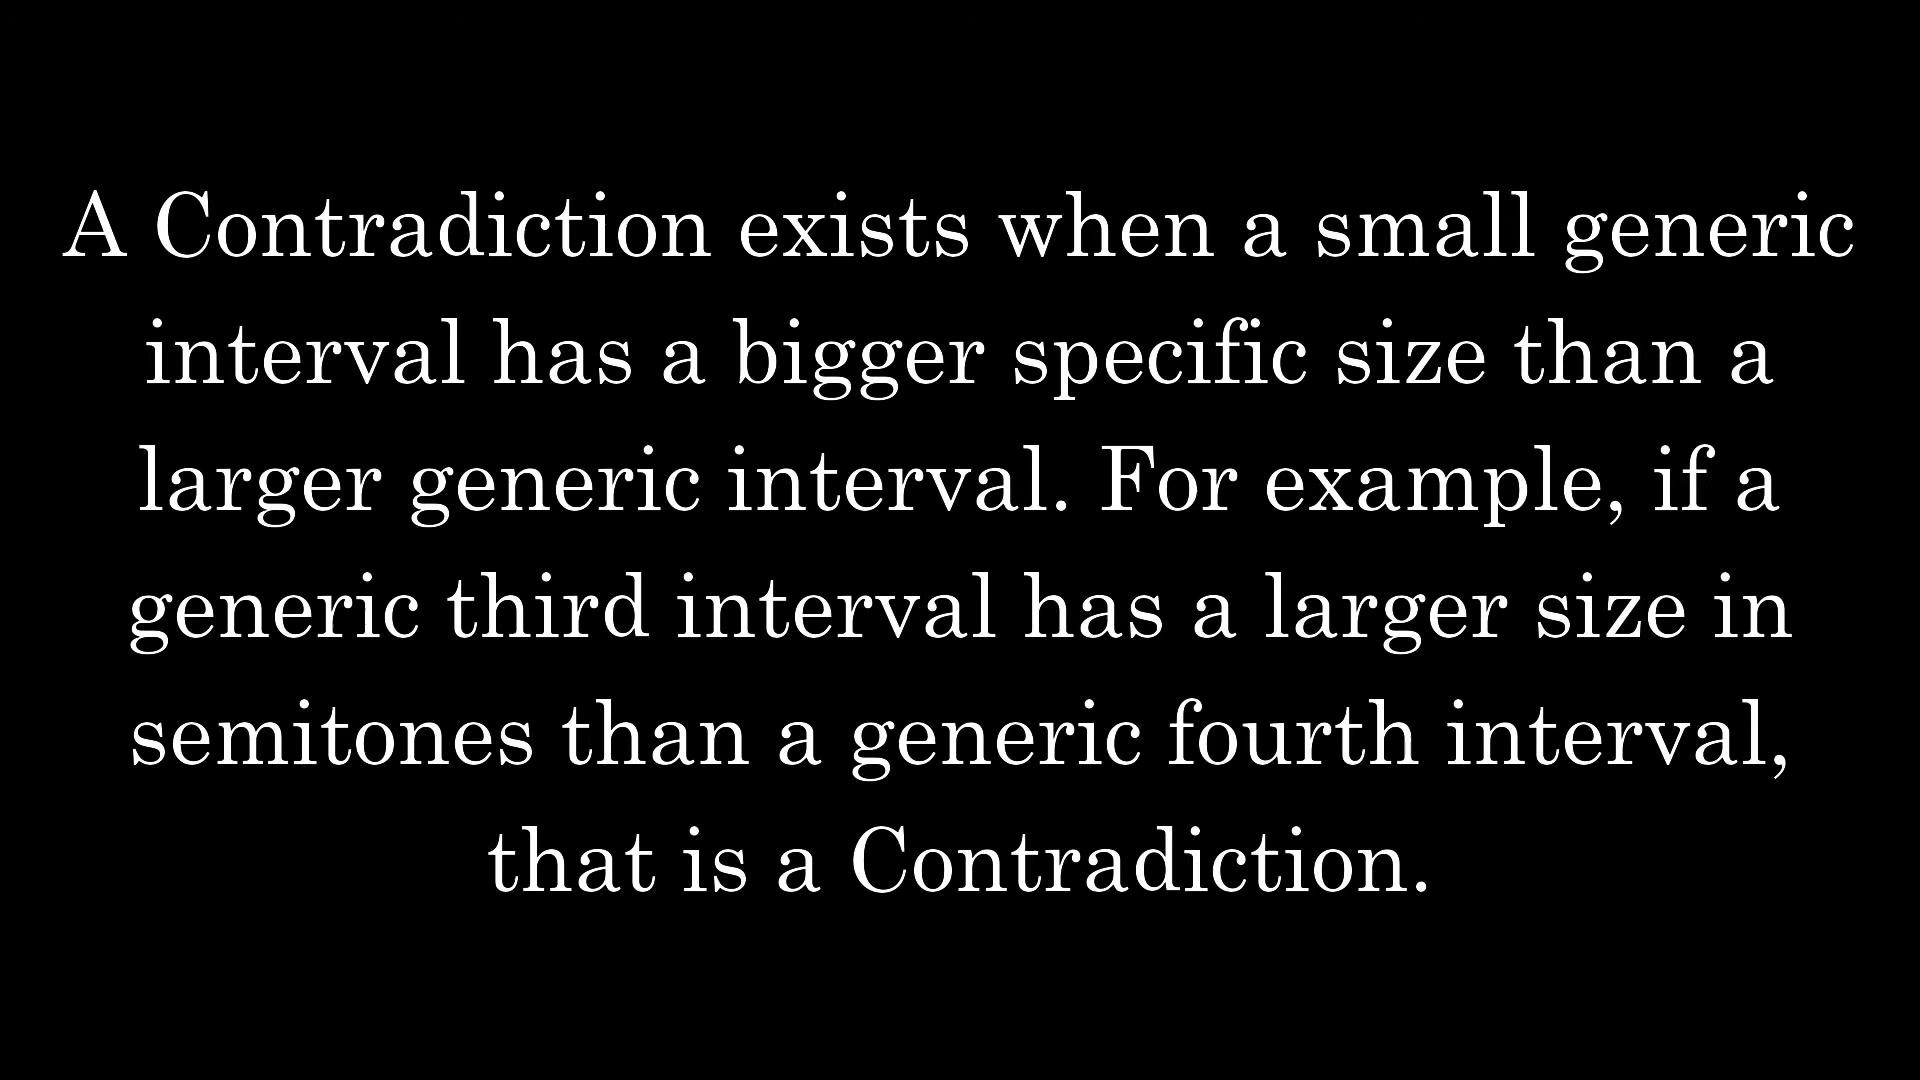 A Contradiction exists when a small generic
interval has a bigger specific size than a
larger generic interval. For example, if a
generic third interval has a larger size in
semitones than a generic fourth interval,
that is a Contradiction.